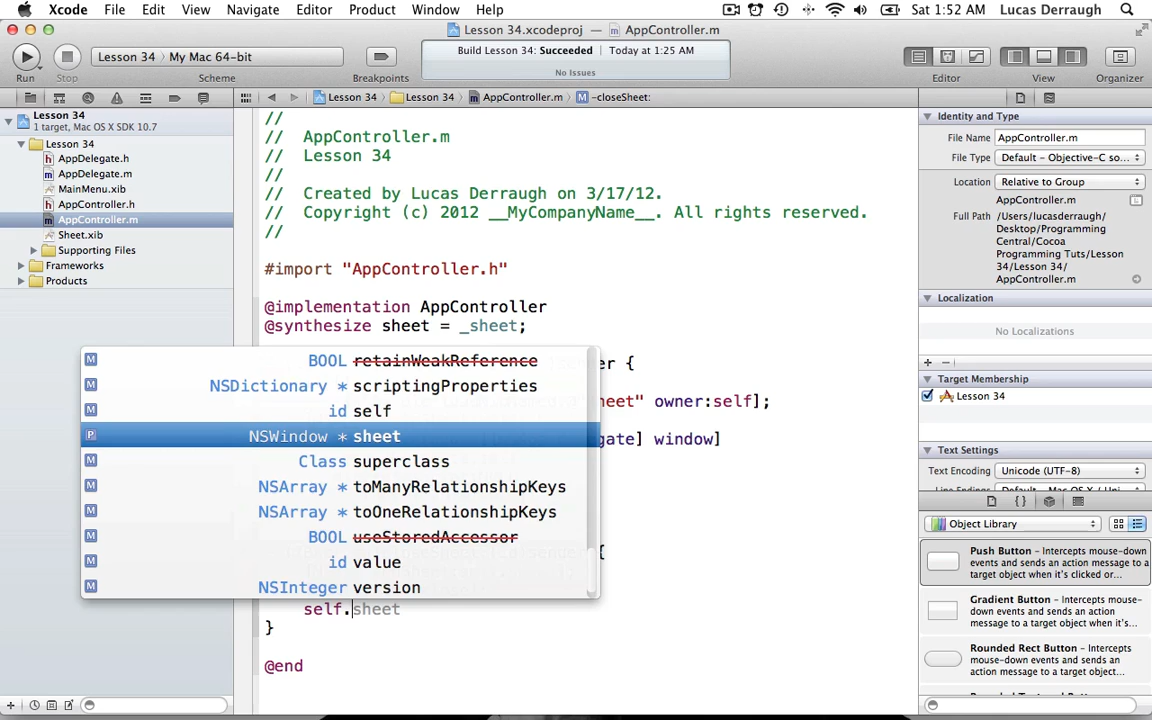 Xcode File Edit View Navigate Editor Product Window Help Sat 1:52 AM Lucas Derraugh
Lesson 34.xcodeproj — AppController.m
Lesson 34 My Mac 64-bit
Build Lesson 34: Succeeded | Today at 1:25 AM
No Issues
Run Stop Scheme Breakpoints Editor View Organizer
Lesson 34 Lesson 34 AppController.m -closeSheet:
Lesson 34
1 target, Mac OS X SDK 10.7
Lesson 34
AppDelegate.h
AppDelegate.m
MainMenu.xib
AppController.h
AppController.m
Sheet.xib
Supporting Files
Frameworks
Products
//
// AppController.m
// Lesson 34
//
// Created by Lucas Derraugh on 3/17/12.
// Copyright (c) 2012 __MyCompanyName__. All rights reserved.
//
#import "AppController.h"
@implementation AppController
@synthesize sheet = _sheet;
er {
heet" owner:self];
gate] window]
{
BOOL retainWeakReference
NSDictionary * scriptingProperties
id self
NSWindow * sheet
Class superclass
NSArray * toManyRelationshipKeys
NSArray * toOneRelationshipKeys
BOOL useStoredAccessor
id value
NSInteger version
self.sheet
}
@end
Identity and Type
File Name AppController.m
File Type Default - Objective-C so...
Location Relative to Group
AppController.m
Full Path /Users/lucasderraugh/
Desktop/Programming
Central/Cocoa
Programming Tuts/Lesson
34/Lesson 34/
AppController.m
Localization
No Localizations
Target Membership
Lesson 34
Text Settings
Text Encoding Unicode (UTF-8)
Object Library
Push Button - Intercepts mouse-down
events and sends an action message to a
target object when it's clicked or...
Gradient Button - Intercepts mouse-
down events and sends an action
message to a target object when it's...
Rounded Rect Button - Intercepts
mouse-down events and sends an
action message to a target object...